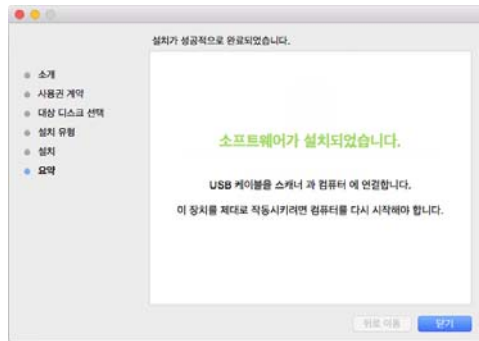 설치가 성공적으로 완료되었습니다.
소개
사용권 계약
대상 디스크 선택
설치 유형
설치
요약
소프트웨어가 설치되었습니다.
USB 케이블을 스캐너 과 컴퓨터 에 연결합니다.
이 장치를 제대로 작동시키려면 컴퓨터를 다시 시작해야 합니다.
뒤로 이동
닫기